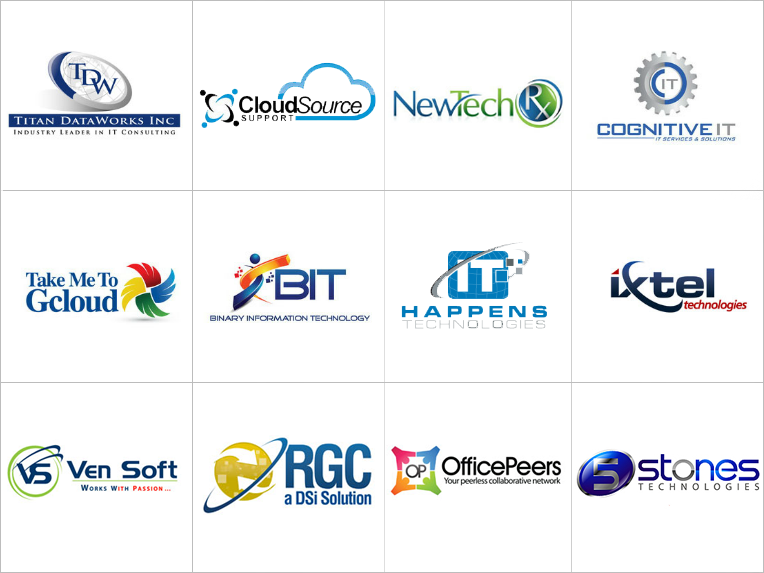 TDW
TITAN DATAWORKS INC
INDUSTRY LEADER IN IT CONSULTING
CloudSource
SUPPORT
NewTech Rx
IT
COGNITIVE IT
IT SERVICES & SOLUTIONS
Take Me To
Gcloud
BIT
BINARY INFORMATION TECHNOLOGY
IT
HAPPENS
TECHNOLOGIES
ixtel
technologies
VS
VEN SOFT
WORKS WITH PASSION...
RGC
a DSi Solution
OP
OfficePeers
Your peerless collaborative network
5
stones
TECHNOLOGIES